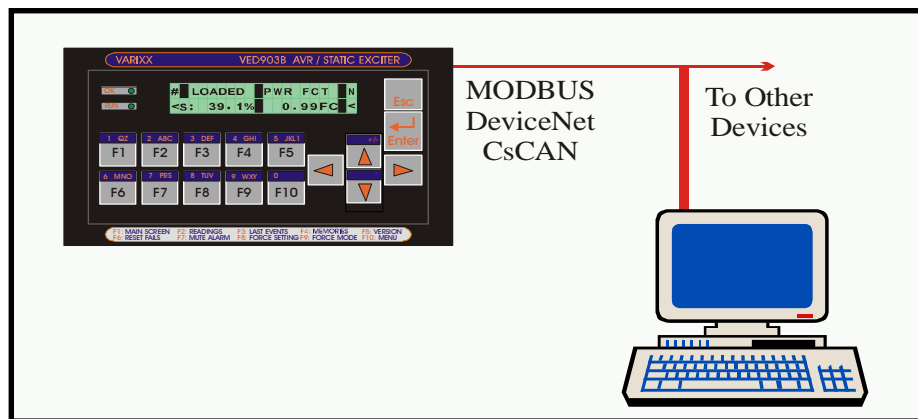 VARIXX VED903B AVR / STATIC EXCITER
OK
RUN
# LOADED PWR FCT N
<S: 39.1% 0.99FC <
Esc
Enter
1 QZ 2 ABC 3 DEF 4 GHI 5 JKL1
F1 F2 F3 F4 F5
+/-
6 MNO 7 PRS 8 TUV 9 WXY 0
F6 F7 F8 F9 F10
F1: MAIN SCREEN F2: READINGS F3: LAST EVENTS F4: MEMORIES F5: VERSION
F6: RESET FAILS F7: MUTE ALARM F8: FORCE SETTING F9: FORCE MODE F10: MENU
MODBUS
DeviceNet
CsCAN
To Other
Devices